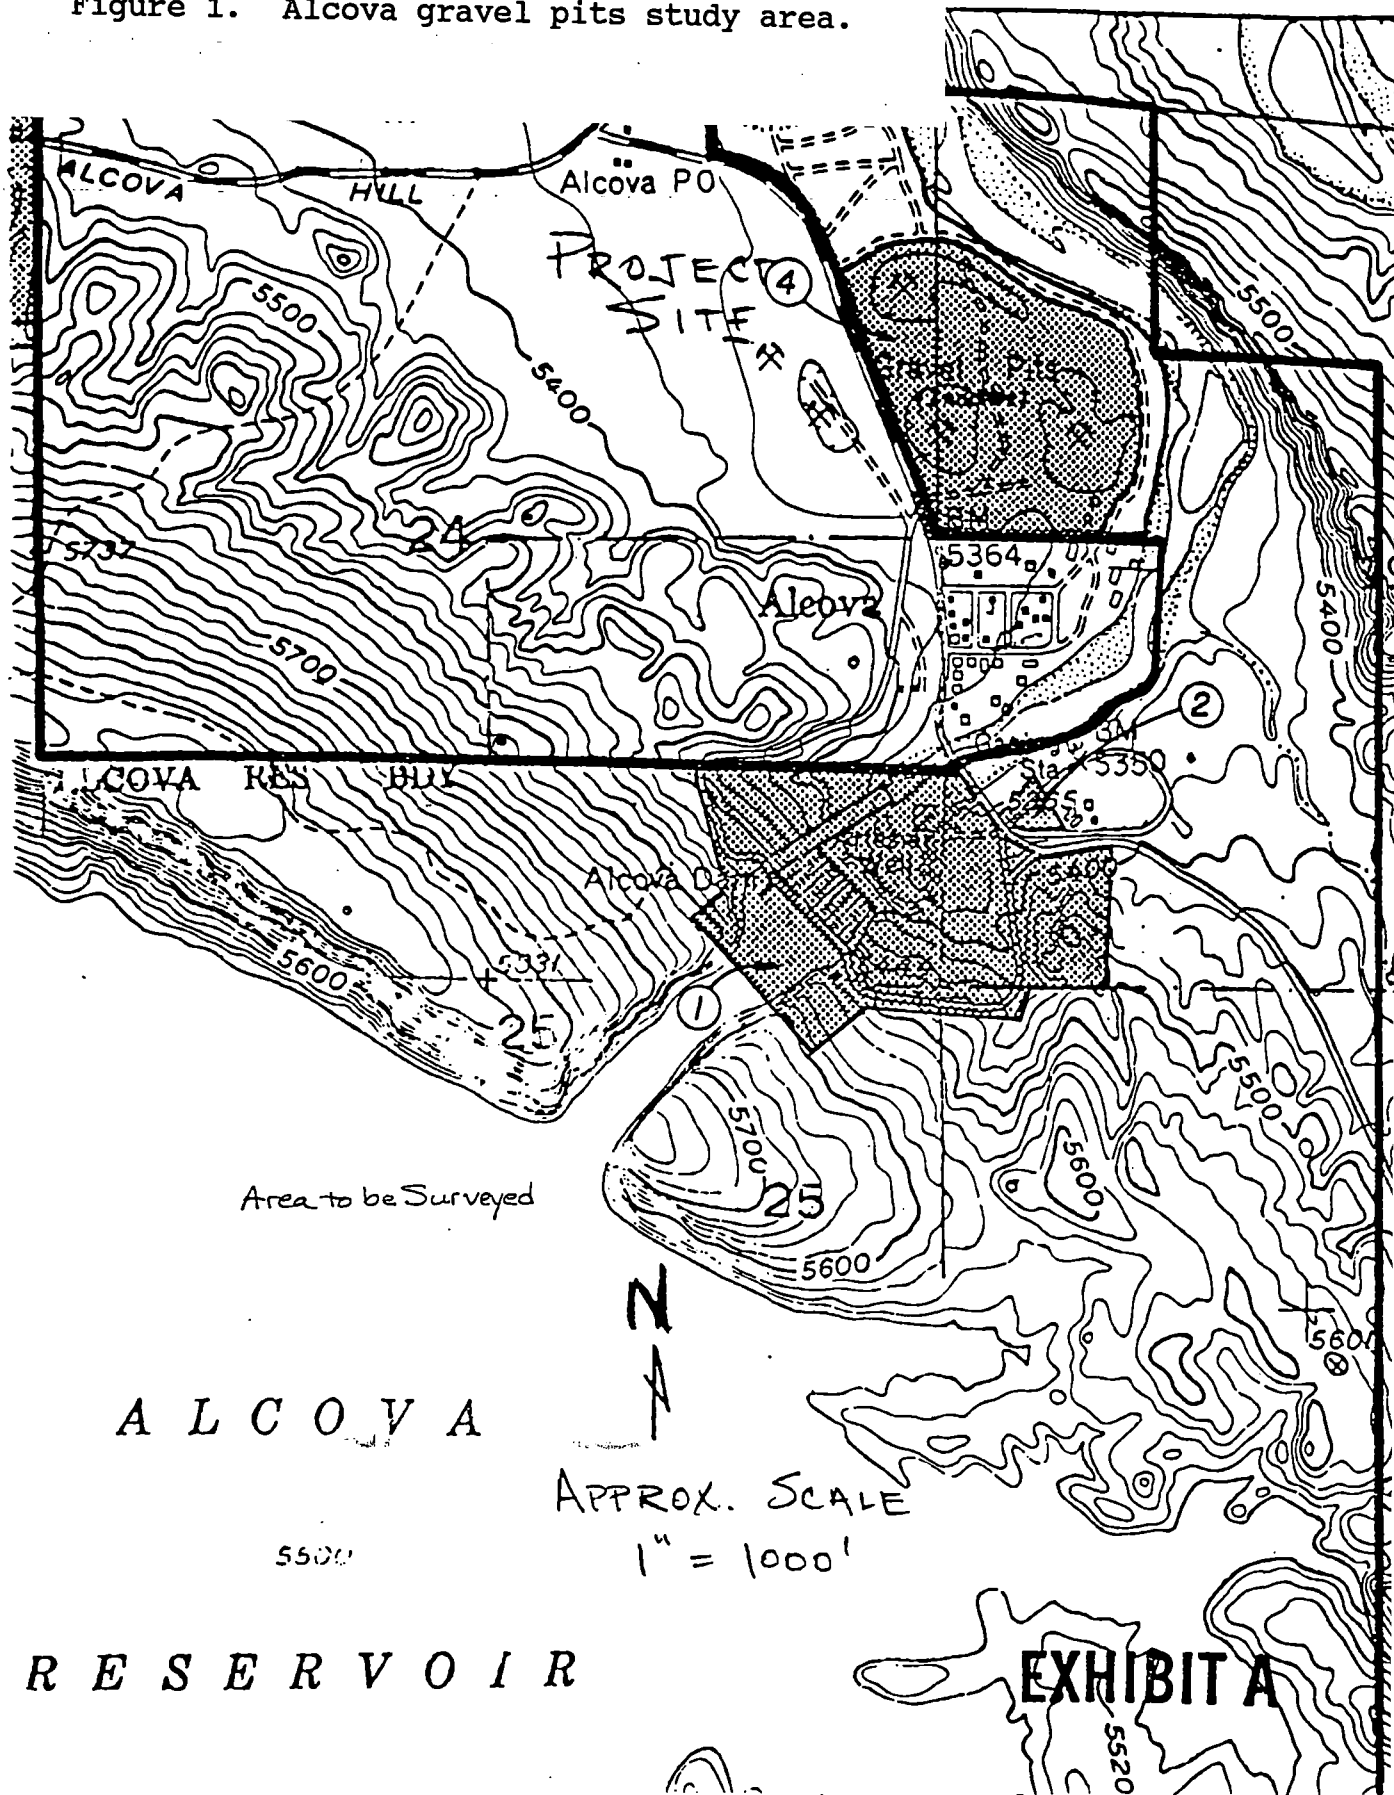 Figure 1. Alcova gravel pits study area.
ALCOVA HILL
Alcova PO
PROJECT
SITE
4
5500
5500
5400
24
5737
5364
Alcova
5400
5700
2
BM
Sta 5350
ALCOVA RES BDY
Alcova Dam
5600
5331
1
25
5500
5700
5600
25
Area to be Surveyed
5600
N
ALCOVA
APPROX. SCALE
1" = 1000'
5500
RESERVOIR
EXHIBIT A
5520